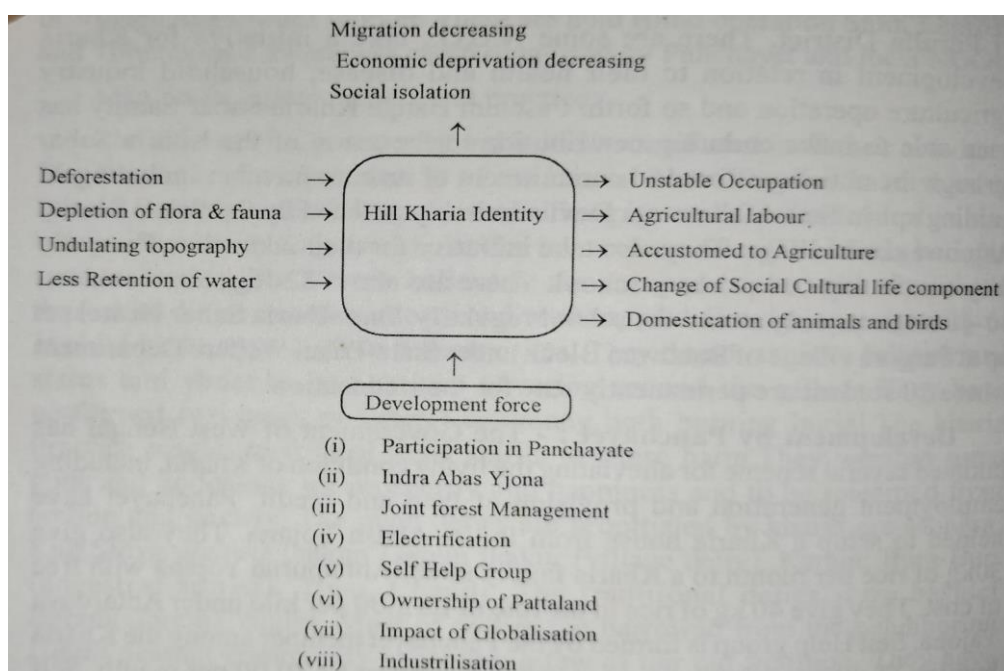 Migration decreasing
Economic deprivation decreasing
Social isolation
↑
Deforestation → Hill Kharia Identity → Unstable Occupation
Depletion of flora & fauna → → Agricultural labour
Undulating topography → → Accustomed to Agriculture
Less Retention of water → → Change of Social Cultural life component
→ Domestication of animals and birds
↑
Development force
(i) Participation in Panchayate
(ii) Indra Abas Yjona
(iii) Joint forest Management
(iv) Electrification
(v) Self Help Group
(vi) Ownership of Pattaland
(vii) Impact of Globalisation
(viii) Industrilisation